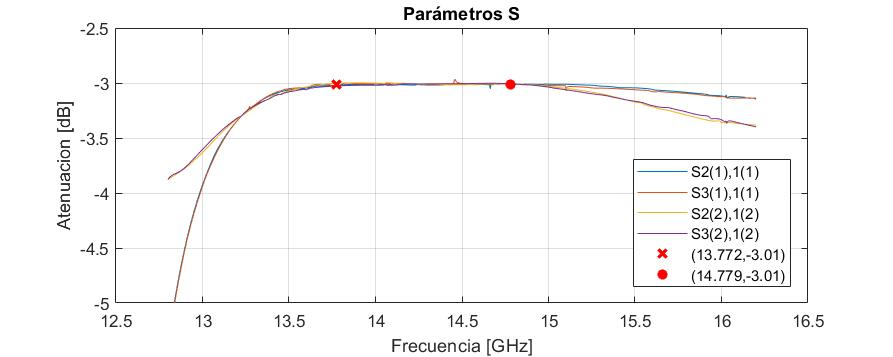 Parámetros S
Atenuacion [dB]
-2.5
-3
-3.5
-4
-4.5
-5
12.5 13 13.5 14 14.5 15 15.5 16 16.5
Frecuencia [GHz]
S2(1),1(1)
S3(1),1(1)
S2(2),1(2)
S3(2),1(2)
(13.772,-3.01)
(14.779,-3.01)